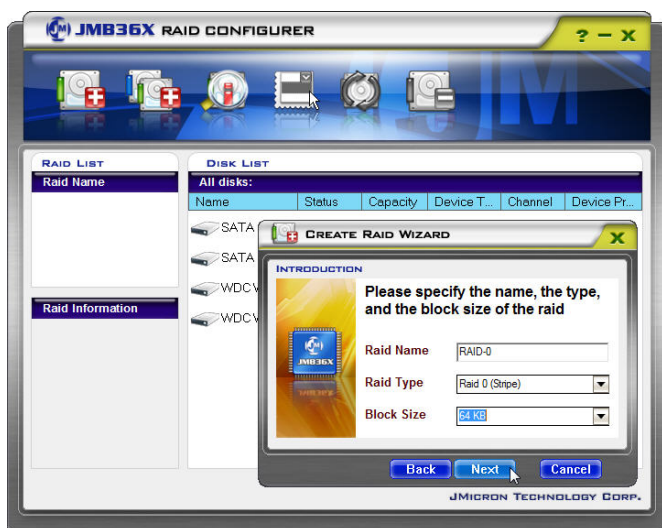 JMB36X RAID CONFIGURER
? – X
JM
RAID LIST
Raid Name
Raid Information
DISK LIST
All disks:
Name Status Capacity Device T... Channel Device Pr...
SATA
SATA
WDC
WDC
CREATE RAID WIZARD
X
INTRODUCTION
JMB36X
Please specify the name, the type,
and the block size of the raid
Raid Name RAID-0
Raid Type Raid 0 (Stripe)
Block Size 64 KB
Back Next Cancel
JMICRON TECHNOLOGY CORP.